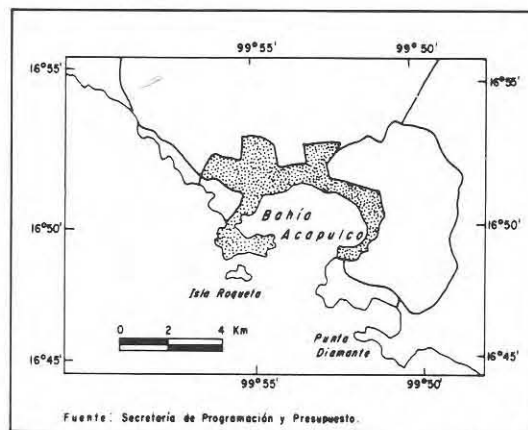 99°55' 99°50'
16°55' 16°55'
Bahía
Acapulco
16°50' 16°50'
Isla Roqueta
0 2 4 Km
Punta
Diamante
16°45' 16°45'
99°55' 99°50'
Fuente: Secretaría de Programación y Presupuesto.